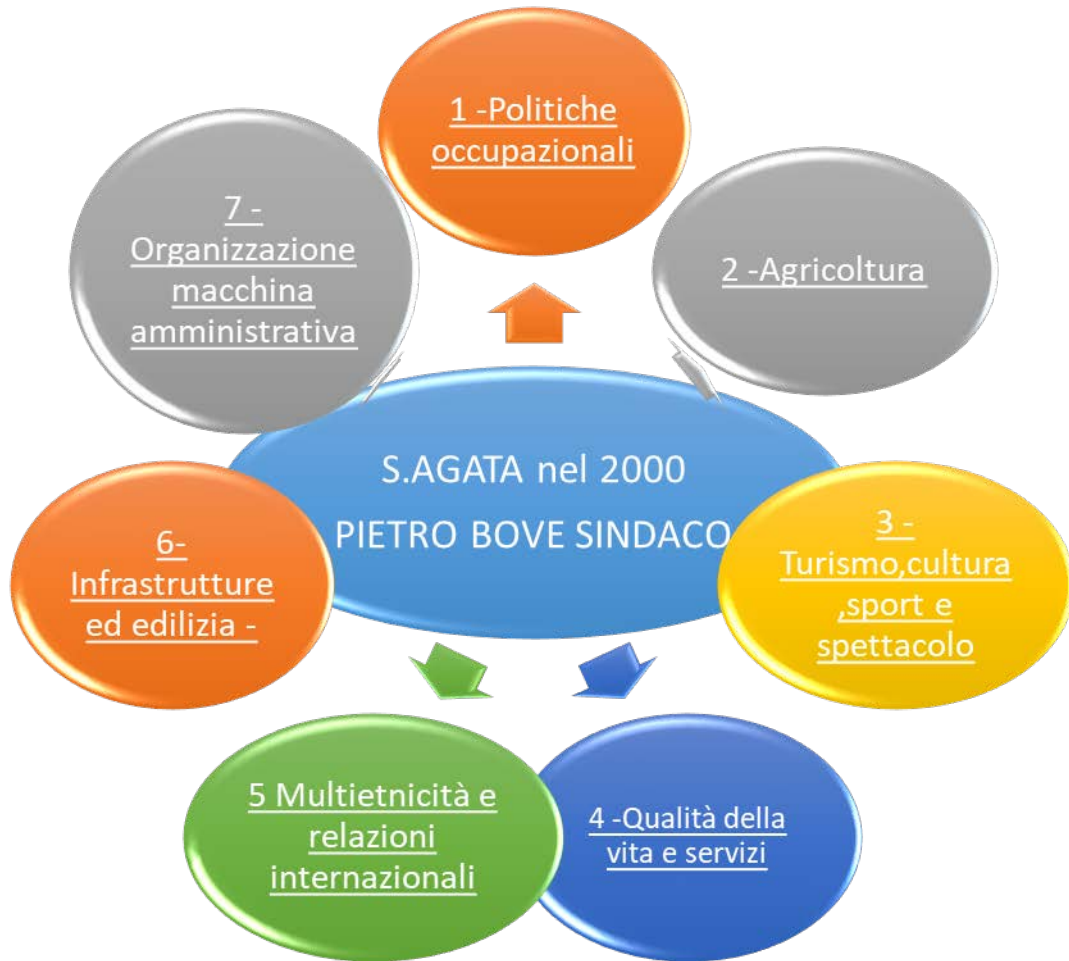 S.AGATA nel 2000
PIETRO BOVE SINDACO
1 -Politiche
occupazionali
2 -Agricoltura
3 -
Turismo,cultura
,sport e
spettacolo
4 -Qualità della
vita e servizi
5 Multietnicità e
relazioni
internazionali
6-
Infrastrutture
ed edilizia -
7 -
Organizzazione
macchina
amministrativa